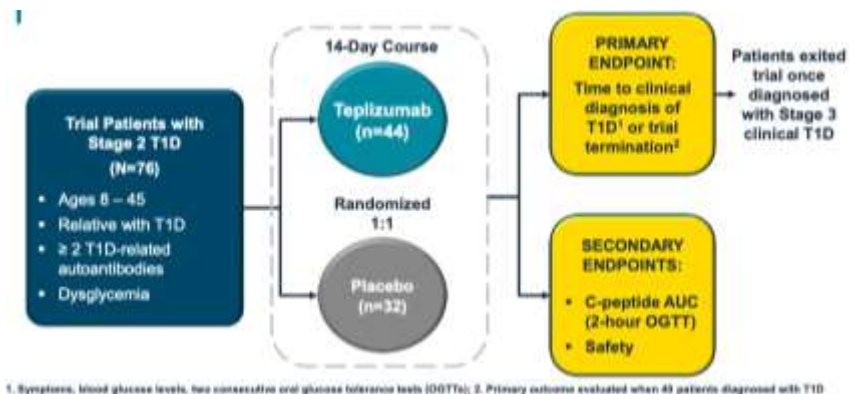 14-Day Course
Trial Patients with
Stage 2 T1D
(N=76)
• Ages 8 – 45
• Relative with T1D
• ≥ 2 T1D-related
autoantibodies
• Dysglycemia
Teplizumab
(n=44)
Randomized
1:1
Placebo
(n=32)
PRIMARY
ENDPOINT:
Time to clinical
diagnosis of
T1D¹ or trial
termination²
Patients exited
trial once
diagnosed
with Stage 3
clinical T1D
SECONDARY
ENDPOINTS:
• C-peptide AUC
(2-hour OGTT)
• Safety
1. Symptoms, blood glucose levels, two consecutive oral glucose tolerance tests (OGTTs); 2. Primary outcome evaluated when 40 patients diagnosed with T1D